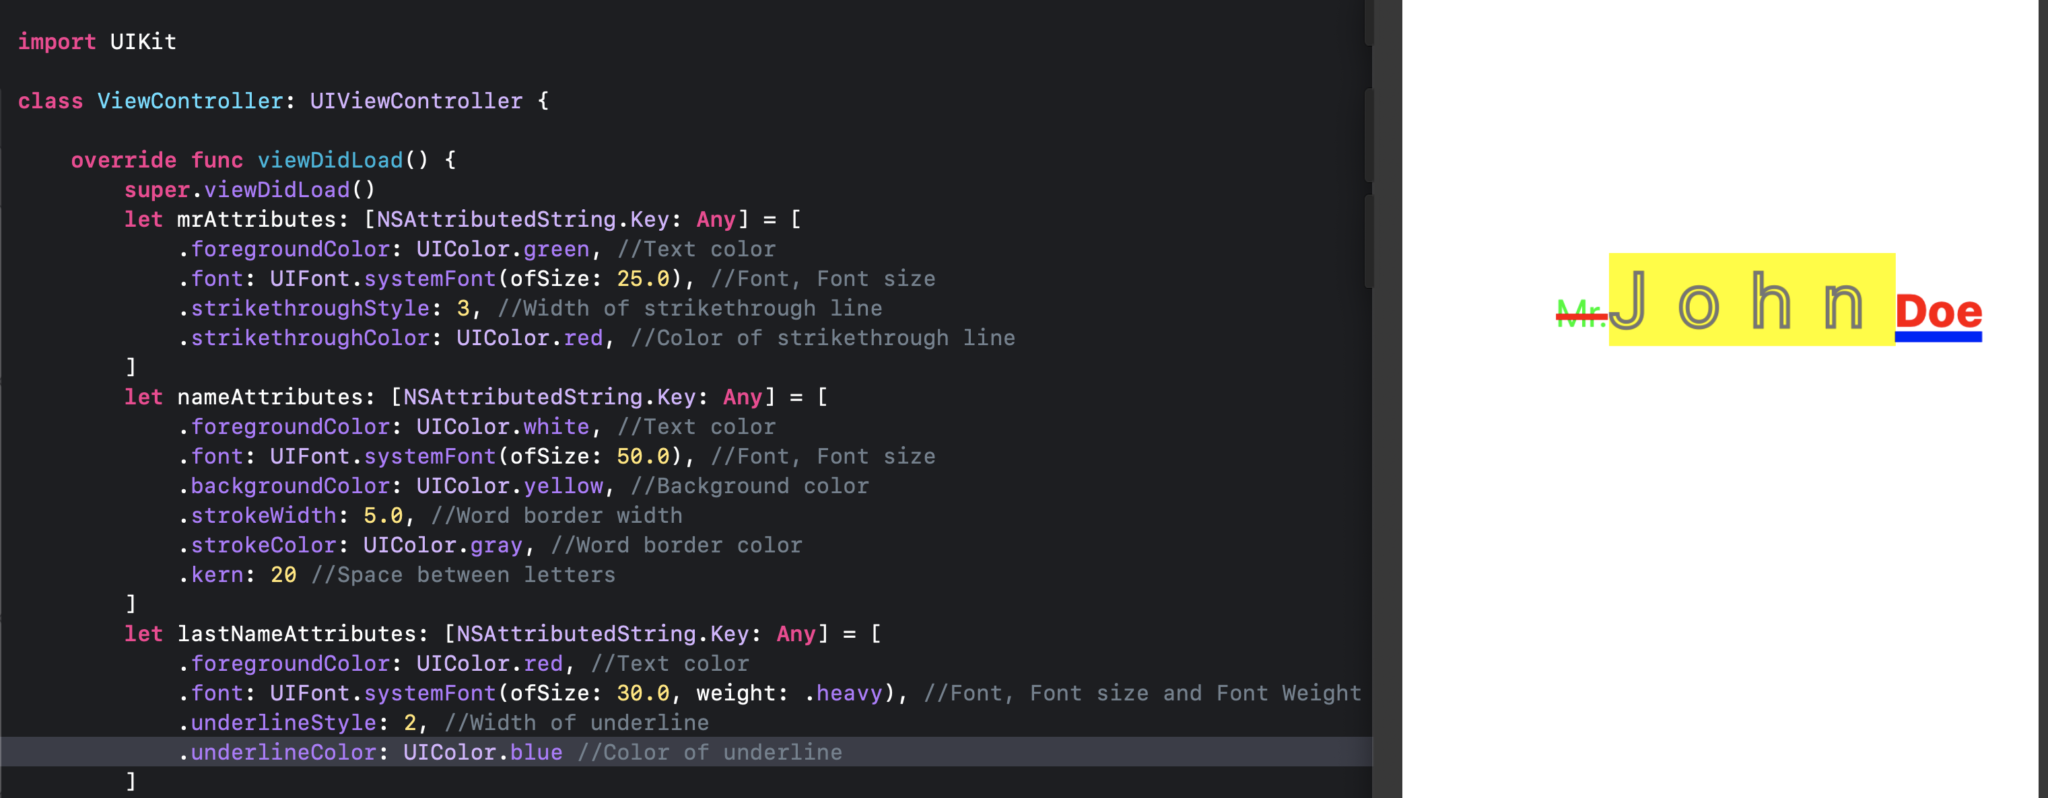 import UIKit
class ViewController: UIViewController {
override func viewDidLoad() {
super.viewDidLoad()
let mrAttributes: [NSAttributedString.Key: Any] = [
.foregroundColor: UIColor.green, //Text color
.font: UIFont.systemFont(ofSize: 25.0), //Font, Font size
.strikethroughStyle: 3, //Width of strikethrough line
.strikethroughColor: UIColor.red, //Color of strikethrough line
]
let nameAttributes: [NSAttributedString.Key: Any] = [
.foregroundColor: UIColor.white, //Text color
.font: UIFont.systemFont(ofSize: 50.0), //Font, Font size
.backgroundColor: UIColor.yellow, //Background color
.strokeWidth: 5.0, //Word border width
.strokeColor: UIColor.gray, //Word border color
.kern: 20 //Space between letters
]
let lastNameAttributes: [NSAttributedString.Key: Any] = [
.foregroundColor: UIColor.red, //Text color
.font: UIFont.systemFont(ofSize: 30.0, weight: .heavy), //Font, Font size and Font Weight
.underlineStyle: 2, //Width of underline
.underlineColor: UIColor.blue //Color of underline
]
Mr.John Doe